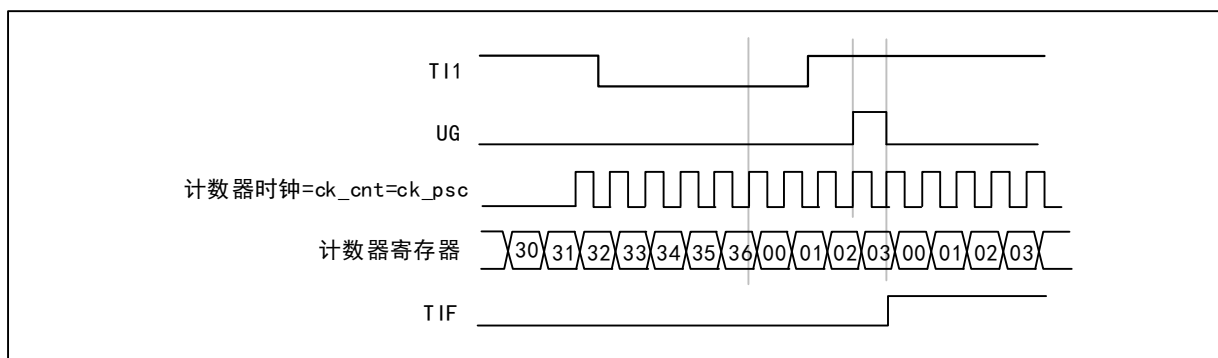 TI1
UG
计数器时钟=ck_cnt=ck_psc
计数器寄存器 30 31 32 33 34 35 36 00 01 02 03 00 01 02 03
TIF